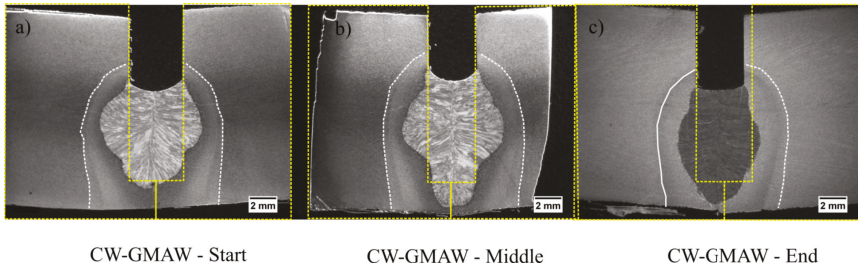 a)
b)
c)
2 mm
2 mm
2 mm
CW-GMAW - Start
CW-GMAW - Middle
CW-GMAW - End